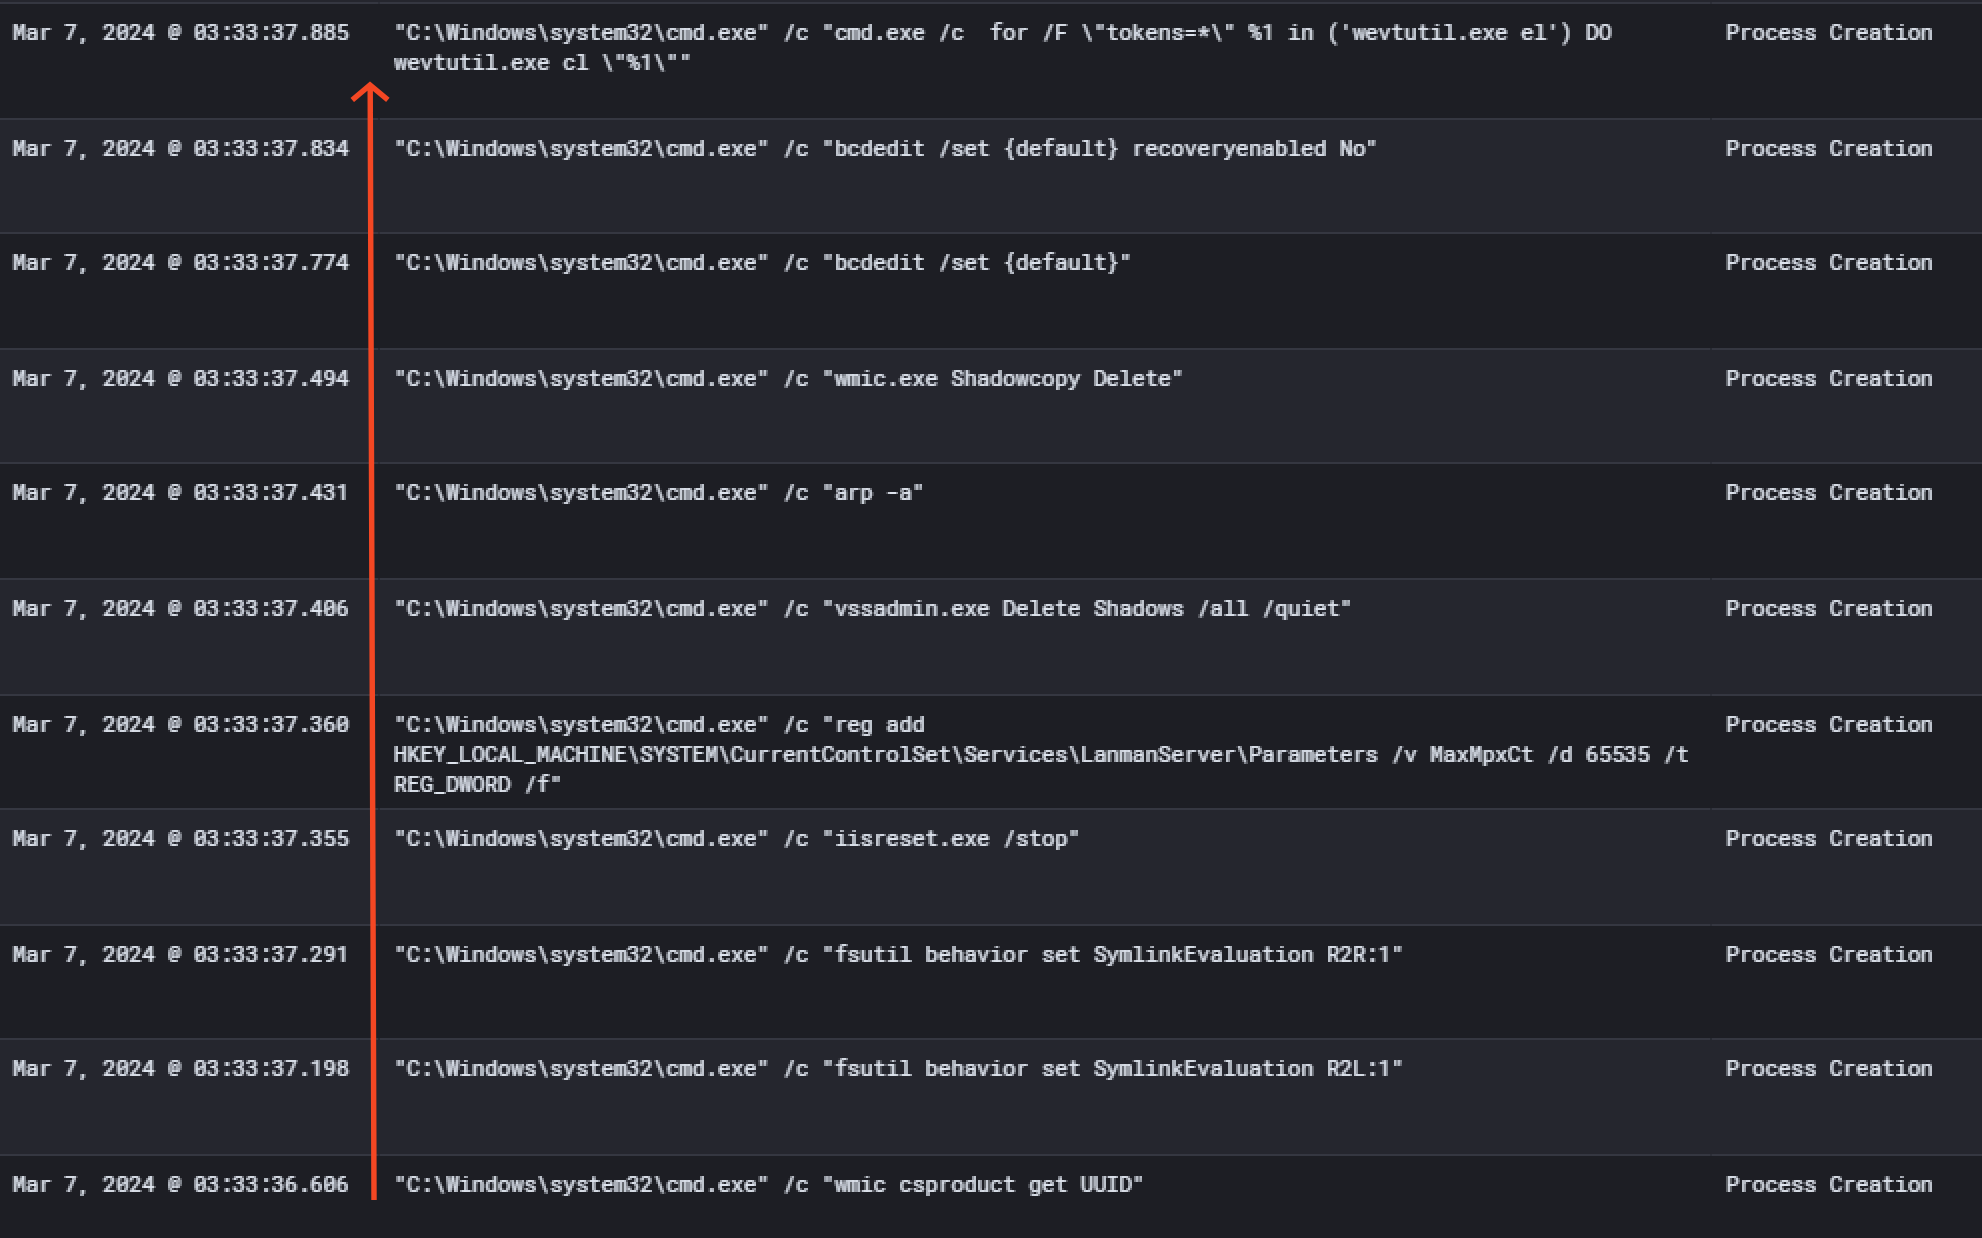 Mar 7, 2024 @ 03:33:37.885 "C:\Windows\system32\cmd.exe" /c "cmd.exe /c  for /F \"tokens=*\" %1 in ('wevtutil.exe el') DO Process Creation
wevtutil.exe cl \"%1\""
Mar 7, 2024 @ 03:33:37.834 "C:\Windows\system32\cmd.exe" /c "bcdedit /set {default} recoveryenabled No" Process Creation
Mar 7, 2024 @ 03:33:37.774 "C:\Windows\system32\cmd.exe" /c "bcdedit /set {default}" Process Creation
Mar 7, 2024 @ 03:33:37.494 "C:\Windows\system32\cmd.exe" /c "wmic.exe Shadowcopy Delete" Process Creation
Mar 7, 2024 @ 03:33:37.431 "C:\Windows\system32\cmd.exe" /c "arp -a" Process Creation
Mar 7, 2024 @ 03:33:37.406 "C:\Windows\system32\cmd.exe" /c "vssadmin.exe Delete Shadows /all /quiet" Process Creation
Mar 7, 2024 @ 03:33:37.360 "C:\Windows\system32\cmd.exe" /c "reg add Process Creation
HKEY_LOCAL_MACHINE\SYSTEM\CurrentControlSet\Services\LanmanServer\Parameters /v MaxMpxCt /d 65535 /t
REG_DWORD /f"
Mar 7, 2024 @ 03:33:37.355 "C:\Windows\system32\cmd.exe" /c "iisreset.exe /stop" Process Creation
Mar 7, 2024 @ 03:33:37.291 "C:\Windows\system32\cmd.exe" /c "fsutil behavior set SymlinkEvaluation R2R:1" Process Creation
Mar 7, 2024 @ 03:33:37.198 "C:\Windows\system32\cmd.exe" /c "fsutil behavior set SymlinkEvaluation R2L:1" Process Creation
Mar 7, 2024 @ 03:33:36.606 "C:\Windows\system32\cmd.exe" /c "wmic csproduct get UUID" Process Creation